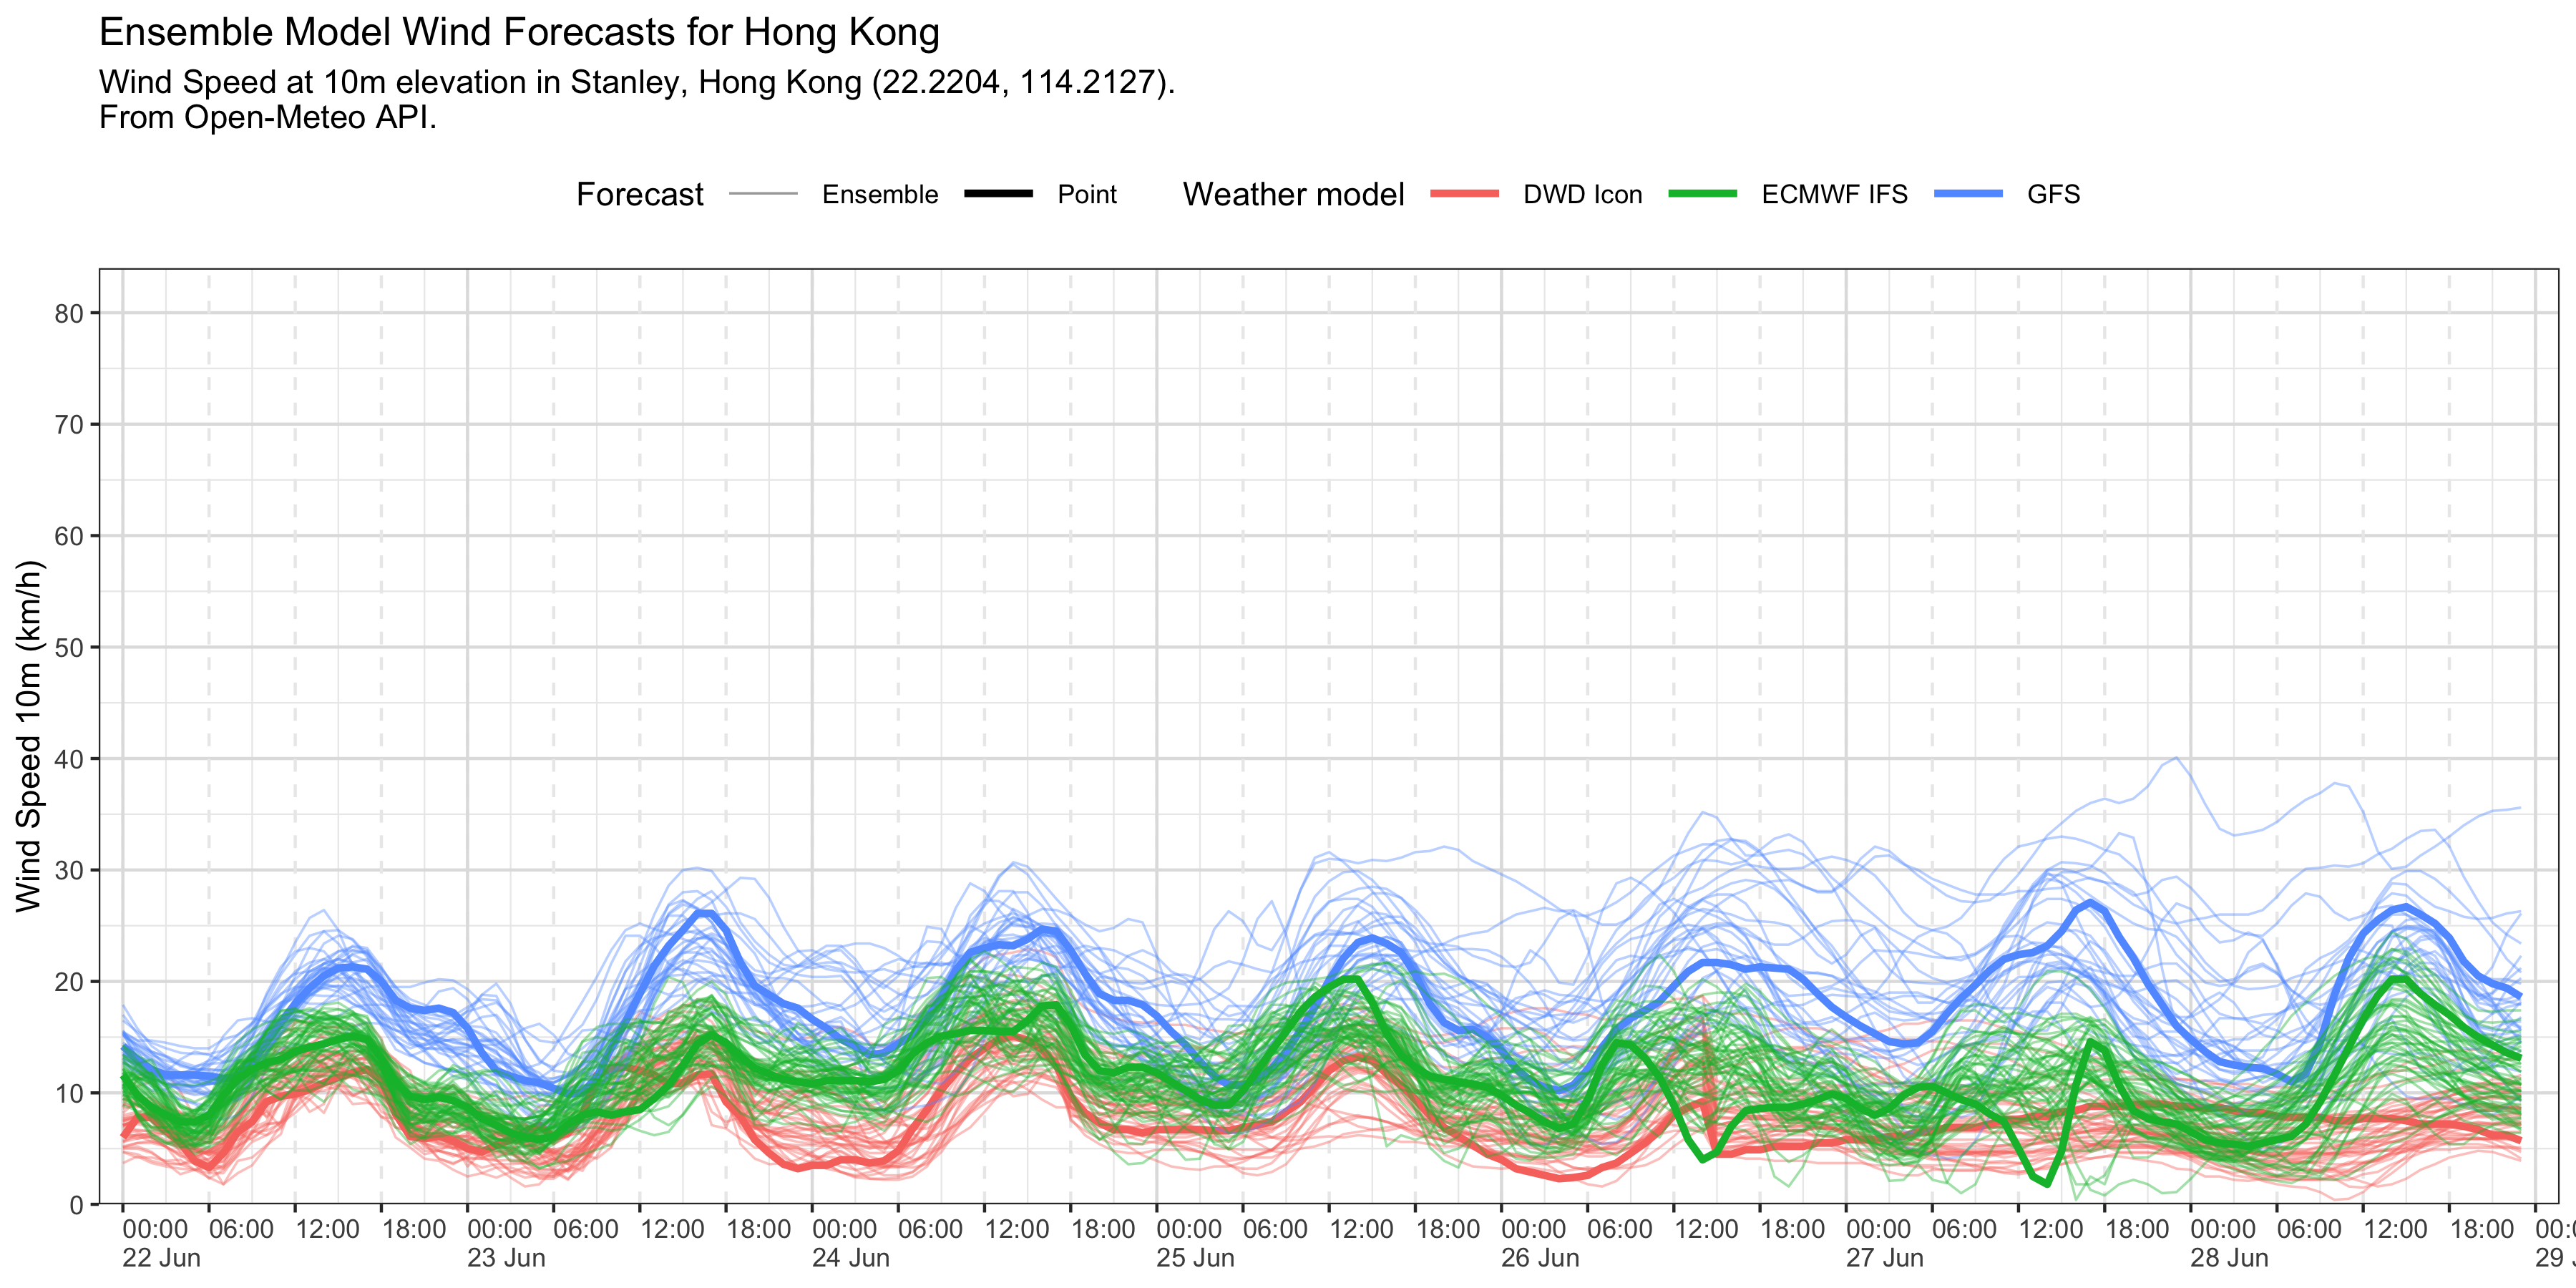 Ensemble Model Wind Forecasts for Hong Kong
Wind Speed at 10m elevation in Stanley, Hong Kong (22.2204, 114.2127).
From Open-Meteo API.
Forecast Ensemble Point Weather model DWD Icon ECMWF IFS GFS
Wind Speed 10m (km/h)
80
70
60
50
40
30
20
10
0
00:00 06:00 12:00 18:00 00:00 06:00 12:00 18:00 00:00 06:00 12:00 18:00 00:00 06:00 12:00 18:00 00:00 06:00 12:00 18:00 00:00 06:00 12:00 18:00 00:00 06:00 12:00 18:00 00:0
22 Jun 23 Jun 24 Jun 25 Jun 26 Jun 27 Jun 28 Jun 29